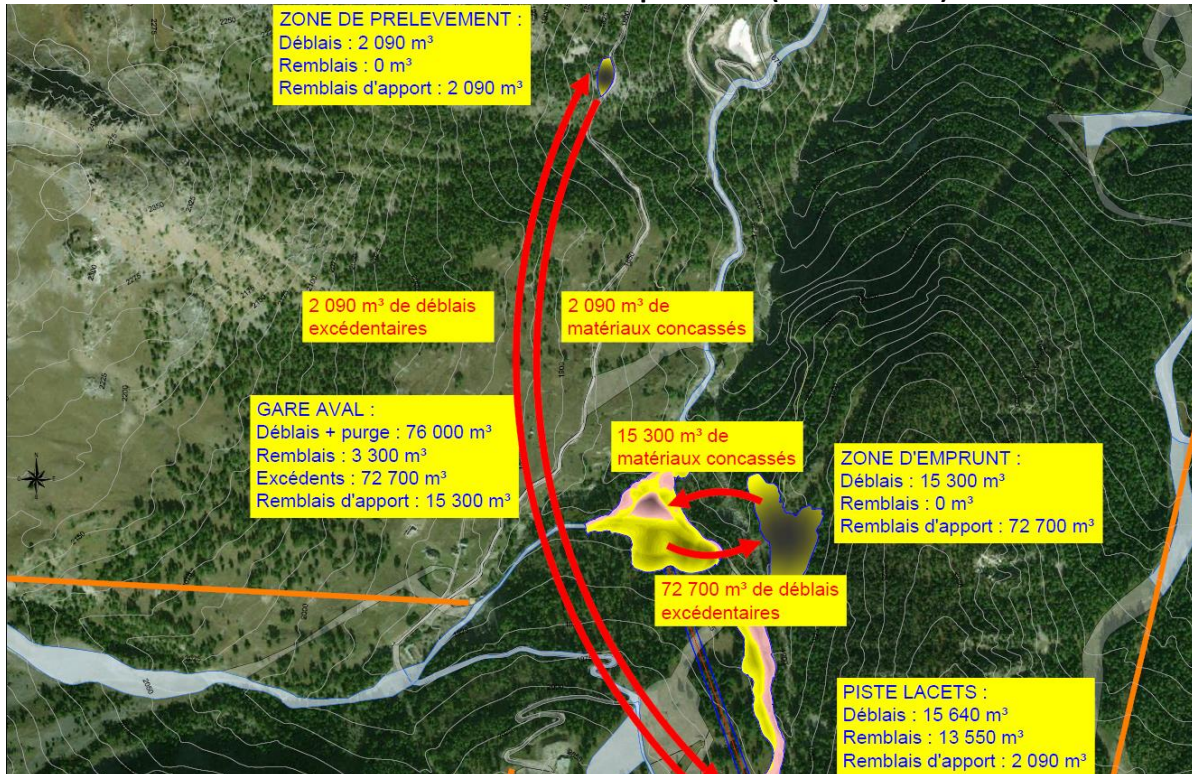 ZONE DE PRELEVEMENT :
Déblais : 2 090 m³
Remblais : 0 m³
Remblais d'apport : 2 090 m³
2 090 m³ de déblais
excédentaires
2 090 m³ de
matériaux concassés
GARE AVAL :
Déblais + purge : 76 000 m³
Remblais : 3 300 m³
Excédents : 72 700 m³
Remblais d'apport : 15 300 m³
15 300 m³ de
matériaux concassés
ZONE D'EMPRUNT :
Déblais : 15 300 m³
Remblais : 0 m³
Remblais d'apport : 72 700 m³
72 700 m³ de déblais
excédentaires
PISTE LACETS :
Déblais : 15 640 m³
Remblais : 13 550 m³
Remblais d'apport : 2 090 m³